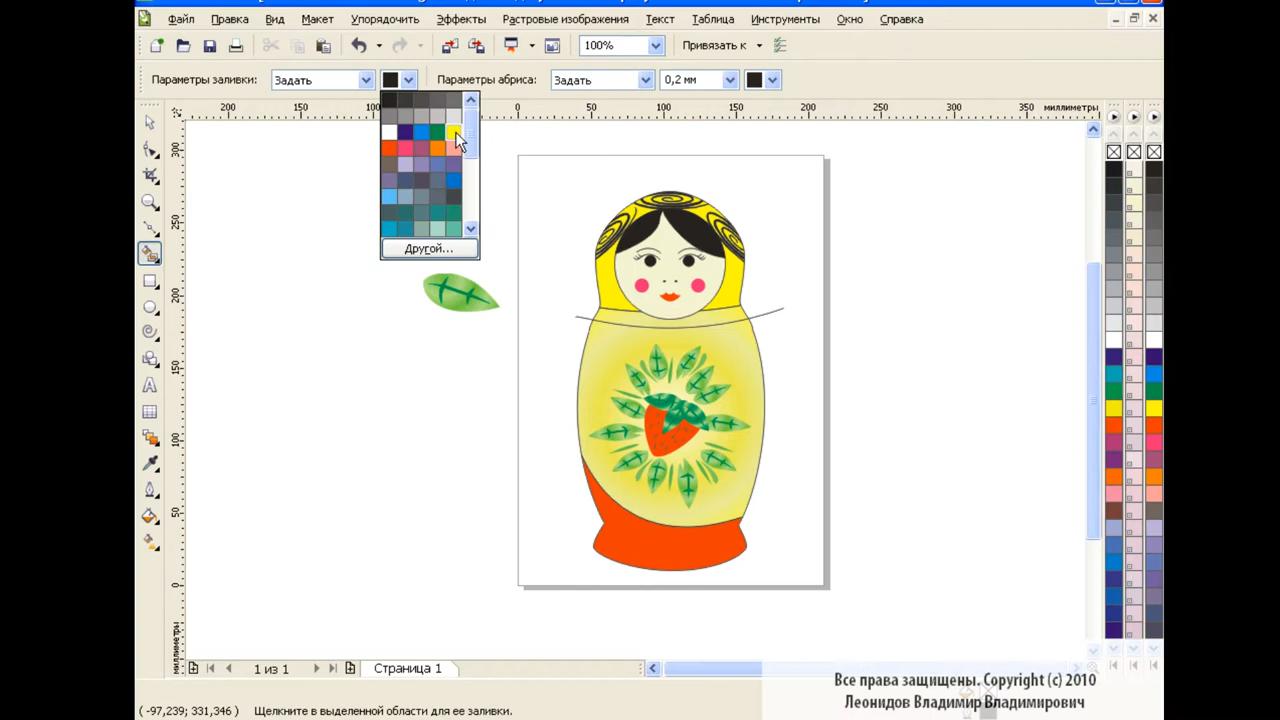 Файл Правка Вид Макет Упорядочить Эффекты Растровые изображения Текст Таблица Инструменты Окно Справка
100% Привязать к
Параметры заливки: Задать Параметры абриса: Задать 0,2 мм
200 150 100 0 50 100 150 200 250 300 350 миллиметры
300
250
200
150
100
50
0
миллиметры
Другой...
1 из 1 Страница 1
Все права защищены. Copyright (c) 2010
Леонидов Владимир Владимирович
( -97,239; 331,346 ) Щелкните в выделенной области для ее заливки.